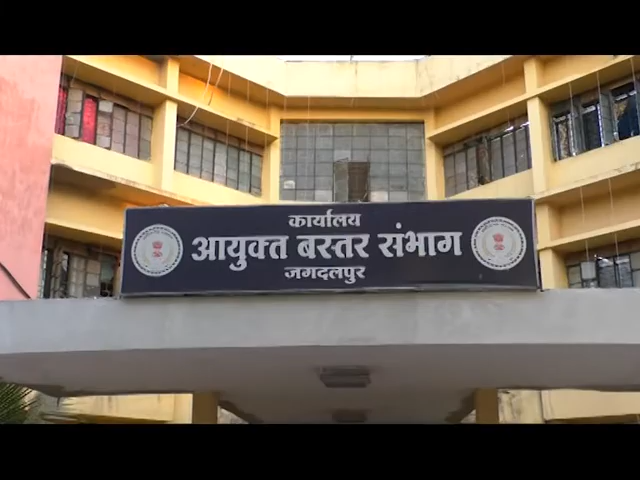 कार्यालय
आयुक्त बस्तर संभाग
जगदलपुर